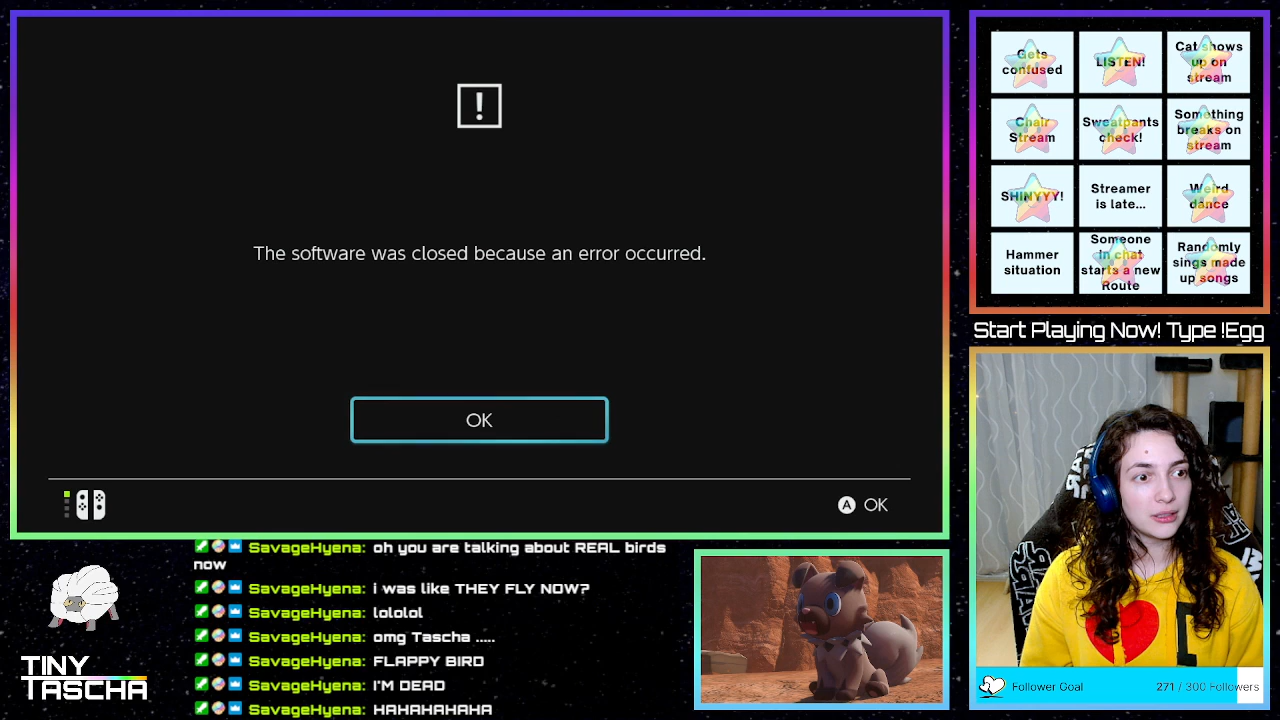 The software was closed because an error occurred.
OK
OK
Gets
confused
LISTEN!
Cat shows
up on
stream
Chair
Stream
Sweatpants
check!
Something
breaks on
stream
SHINYYY!
Streamer
is late...
Weird
dance
Hammer
situation
Someone
in chat
starts a new
Route
Randomly
sings made
up songs
Start Playing Now! Type !Egg
SavageHyena: oh you are talking about REAL birds
now
SavageHyena: i was like THEY FLY NOW?
SavageHyena: lololol
SavageHyena: omg Tascha .....
SavageHyena: FLAPPY BIRD
SavageHyena: I'M DEAD
SavageHyena: HAHAHAHAHA
TINY
TASCHA
Follower Goal
271 / 300 Followers